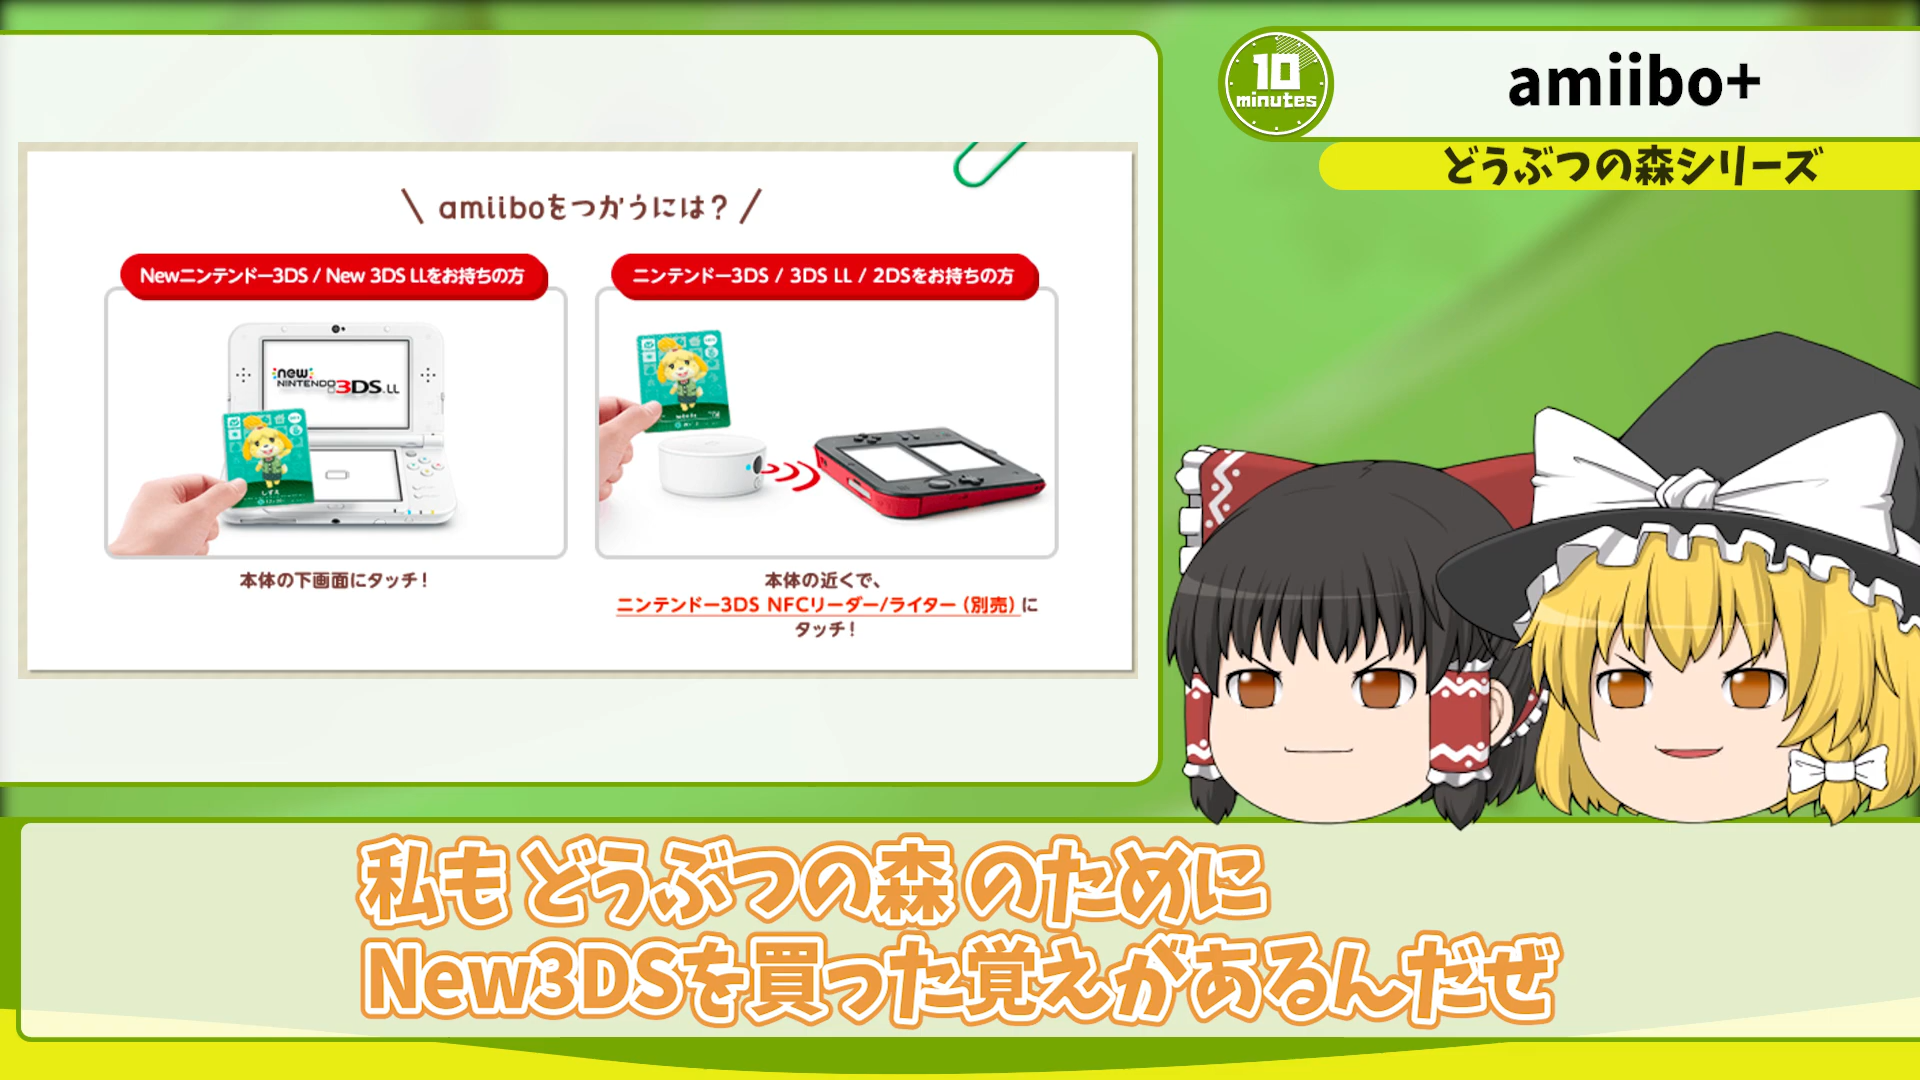 10
minutes
amiibo+
どうぶつの森シリーズ
amiiboをつかうには？
Newニンテンドー3DS / New 3DS LLをお持ちの方
ニンテンドー3DS / 3DS LL / 2DSをお持ちの方
new
NINTENDO3DS LL
しずえ
本体の下画面にタッチ！
本体の近くで、
ニンテンドー3DS NFCリーダー/ライター（別売）に
タッチ！
私も どうぶつの森 のために
New3DSを買った覚えがあるんだぜ